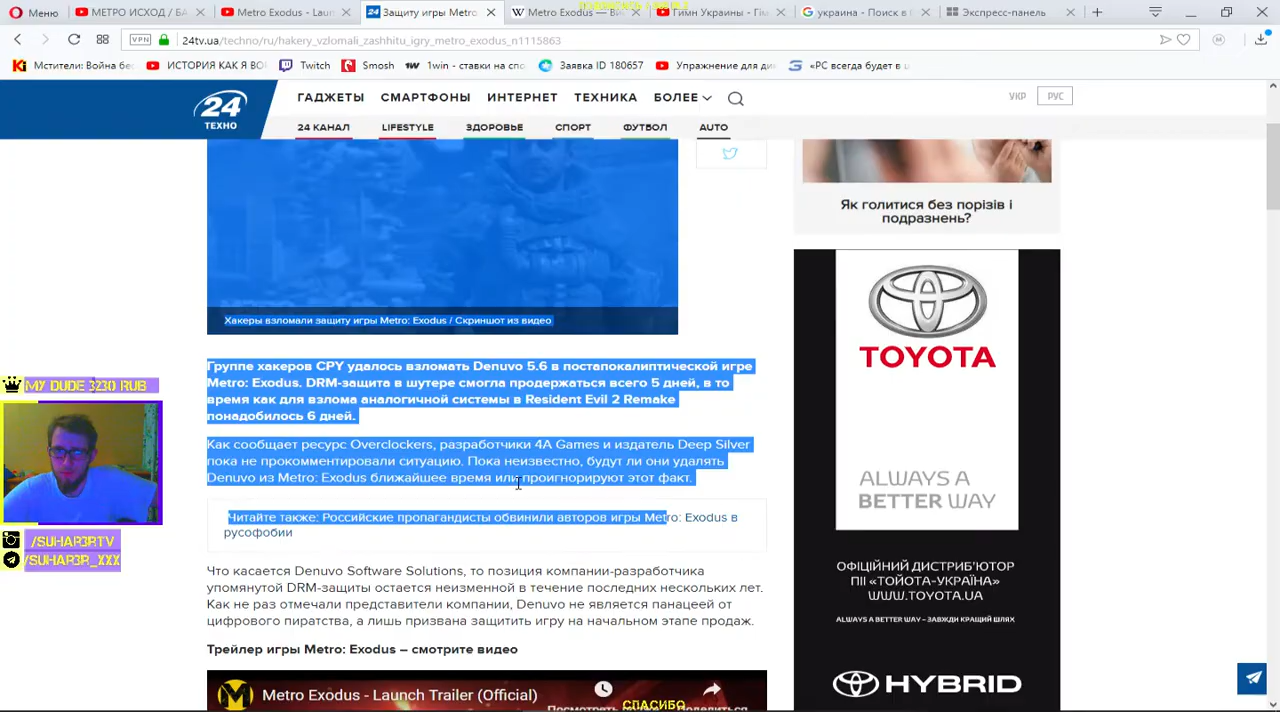 Меню
МЕТРО ИСХОД / БА
Metro Exodus - Laun
Защиту игры Metro
Metro Exodus — Ви
Гимн Украины - Гим
украина - Поиск в
Экспресс-панель
VPN
24tv.ua/techno/ru/hakery_vzlomali_zashhitu_igry_metro_exodus_n1115863
Мстители: Война бес
ИСТОРИЯ КАК Я ВО
Twitch
Smosh
1win - ставки на спо
Заявка ID 180657
Упражнение для ди
«PC всегда будет в ц
24
ТЕХНО
ГАДЖЕТЫ
СМАРТФОНЫ
ИНТЕРНЕТ
ТЕХНИКА
БОЛЕЕ
УКР
РУС
24 КАНАЛ
LIFESTYLE
ЗДОРОВЬЕ
СПОРТ
ФУТБОЛ
AUTO
Як голитися без порізів і
подразнень?
Хакеры взломали защиту игры Metro: Exodus / Скриншот из видео
Группе хакеров CPY удалось взломать Denuvo 5.6 в постапокалиптической игре
Metro: Exodus. DRM-защита в шутере смогла продержаться всего 5 дней, в то
время как для взлома аналогичной системы в Resident Evil 2 Remake
понадобилось 6 дней.
Как сообщает ресурс Overclockers, разработчики 4A Games и издатель Deep Silver
пока не прокомментировали ситуацию. Пока неизвестно, будут ли они удалять
Denuvo из Metro: Exodus ближайшее время или проигнорируют этот факт.
Читайте также: Российские пропагандисты обвинили авторов игры Metro: Exodus в
русофобии
Что касается Denuvo Software Solutions, то позиция компании-разработчика
упомянутой DRM-защиты остается неизменной в течение последних нескольких лет.
Как не раз отмечали представители компании, Denuvo не является панацеей от
цифрового пиратства, а лишь призвана защитить игру на начальном этапе продаж.
Трейлер игры Metro: Exodus – смотрите видео
Metro Exodus - Launch Trailer (Official)
СПАСИБО
TOYOTA
ALWAYS A
BETTER WAY
ОФІЦІЙНИЙ ДИСТРИБ'ЮТОР
ПІІ «ТОЙОТА-УКРАЇНА»
WWW.TOYOTA.UA
ALWAYS A BETTER WAY – ЗАВЖДИ КРАЩИЙ ШЛЯХ
HYBRID
MY DUDE 3230 RUB
/SUHAR3RTV
/SUHAR3R_XXX